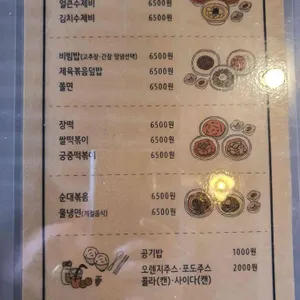 얼큰수제비 6500원
김치수제비 6500원
비빔밥(고추장·간장 양념선택) 6500원
제육볶음덮밥 6500원
쫄면 6500원
장떡 6500원
쌀떡볶이 6500원
궁중떡볶이 6500원
순대볶음 6500원
물냉면(계절음식) 6500원
공기밥 1000원
오렌지주스·포도주스 2000원
콜라(캔)·사이다(캔)